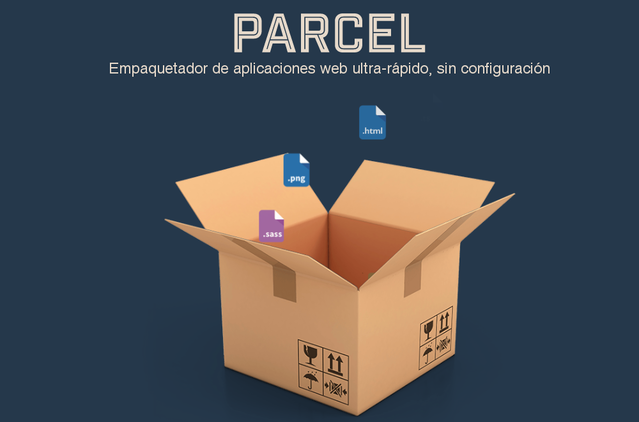 PARCEL
Empaquetador de aplicaciones web ultra-rápido, sin configuración
.html
.png
.sass